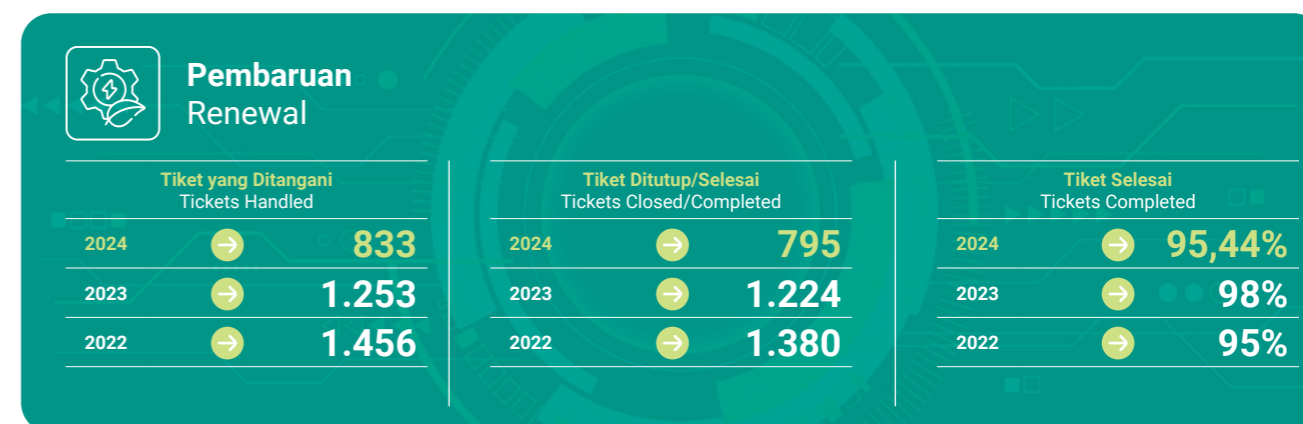 Pembaruan
Renewal
Tiket yang Ditangani
Tickets Handled
2024 833
2023 1.253
2022 1.456
Tiket Ditutup/Selesai
Tickets Closed/Completed
2024 795
2023 1.224
2022 1.380
Tiket Selesai
Tickets Completed
2024 95,44%
2023 98%
2022 95%